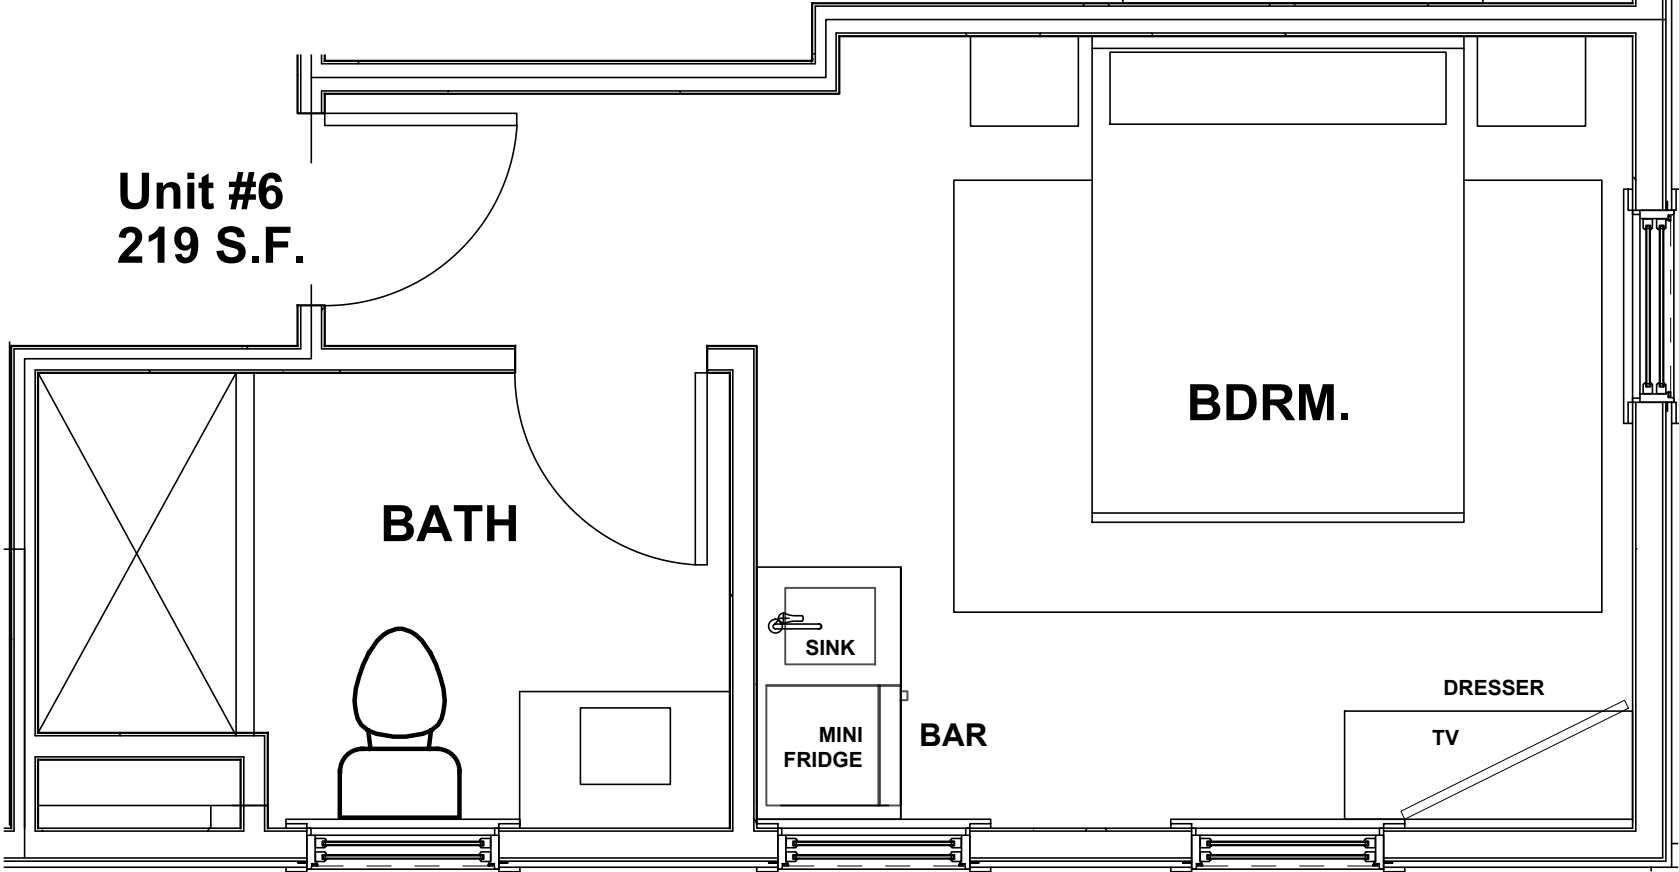 Unit #6
219 S.F.
BDRM.
BATH
SINK
MINI
FRIDGE
BAR
DRESSER
TV